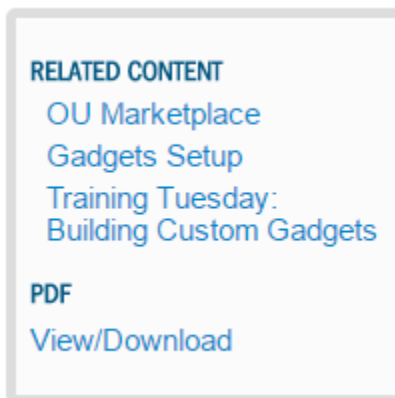 RELATED CONTENT
OU Marketplace
Gadgets Setup
Training Tuesday:
Building Custom Gadgets
PDF
View/Download